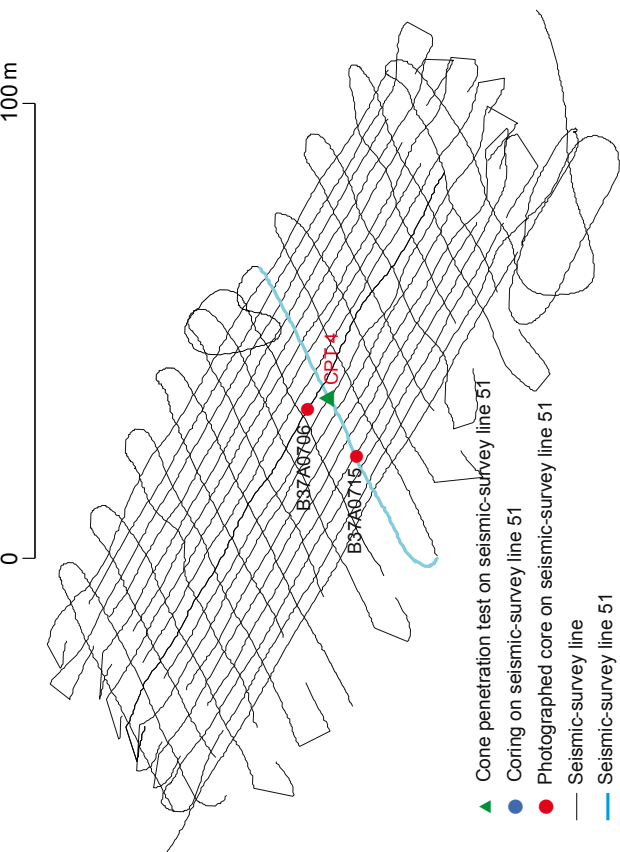 0
100 m
CPT 4
B37A0706
B37A0715
Cone penetration test on seismic-survey line 51
Coring on seismic-survey line 51
Photographed core on seismic-survey line 51
Seismic-survey line
Seismic-survey line 51